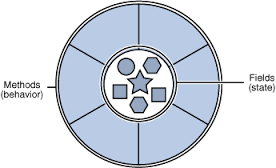 Methods
(behavior)
Fields
(state)